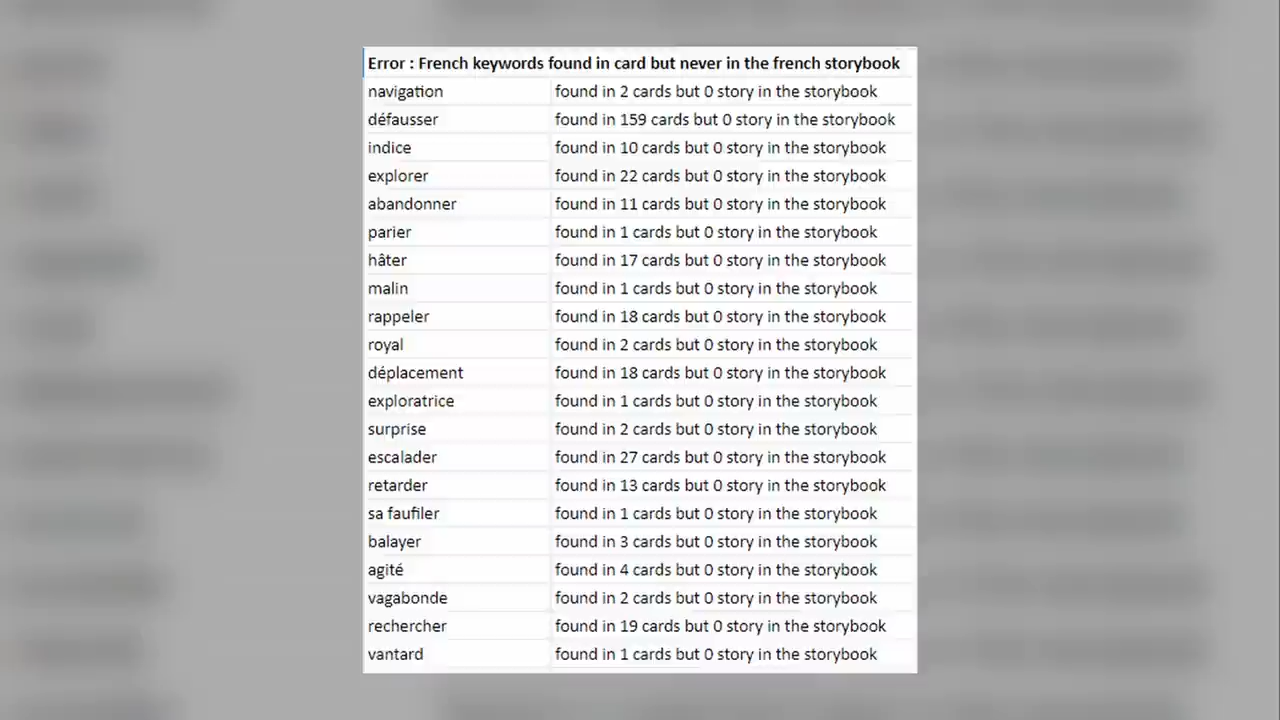 Error : French keywords found in card but never in the french storybook
navigation found in 2 cards but 0 story in the storybook
défausser found in 159 cards but 0 story in the storybook
indice found in 10 cards but 0 story in the storybook
explorer found in 22 cards but 0 story in the storybook
abandonner found in 11 cards but 0 story in the storybook
parier found in 1 cards but 0 story in the storybook
hâter found in 17 cards but 0 story in the storybook
malin found in 1 cards but 0 story in the storybook
rappeler found in 18 cards but 0 story in the storybook
royal found in 2 cards but 0 story in the storybook
déplacement found in 18 cards but 0 story in the storybook
exploratrice found in 1 cards but 0 story in the storybook
surprise found in 2 cards but 0 story in the storybook
escalader found in 27 cards but 0 story in the storybook
retarder found in 13 cards but 0 story in the storybook
sa faufiler found in 1 cards but 0 story in the storybook
balayer found in 3 cards but 0 story in the storybook
agité found in 4 cards but 0 story in the storybook
vagabonde found in 2 cards but 0 story in the storybook
rechercher found in 19 cards but 0 story in the storybook
vantard found in 1 cards but 0 story in the storybook